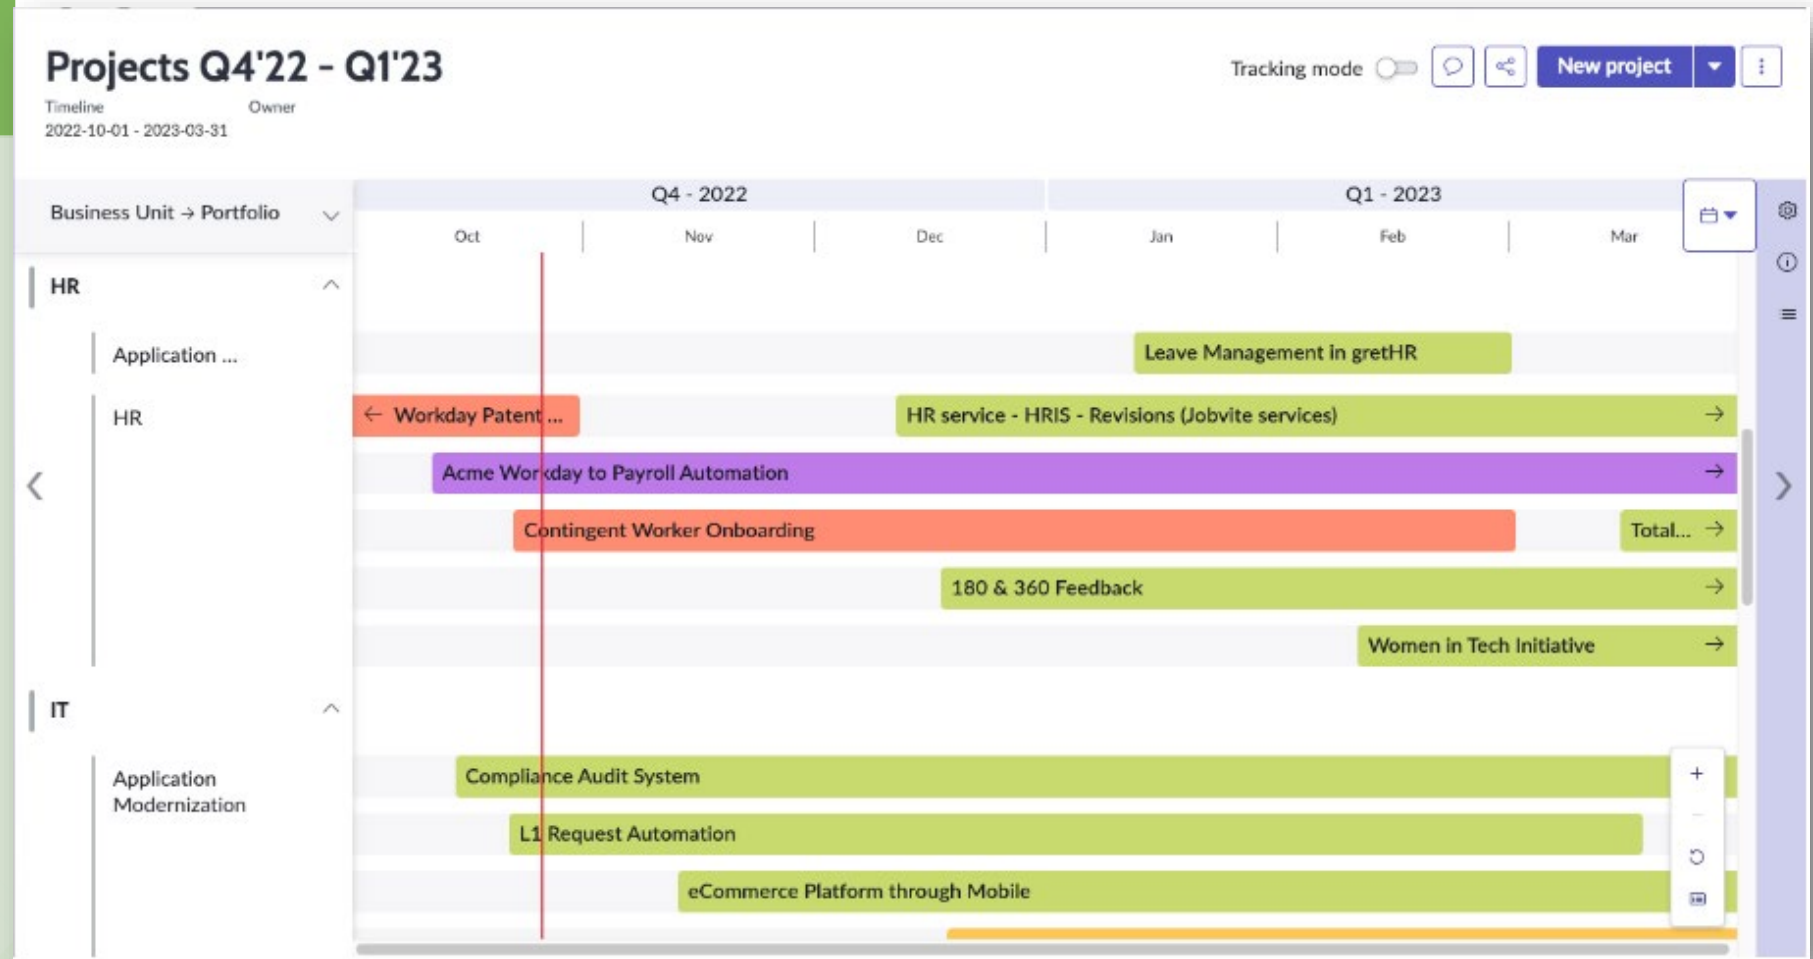 Projects Q4'22 - Q1'23
Tracking mode
New project
Timeline
Owner
2022-10-01 - 2023-03-31
Business Unit → Portfolio
Q4 - 2022
Q1 - 2023
Oct
Nov
Dec
Jan
Feb
Mar
HR
Application ...
Leave Management in gretHR
HR
← Workday Patent ...
HR service - HRIS - Revisions (Jobvite services) →
Acme Workday to Payroll Automation →
Contingent Worker Onboarding
Total... →
180 & 360 Feedback →
Women in Tech Initiative →
IT
Application
Modernization
Compliance Audit System
L1 Request Automation
eCommerce Platform through Mobile